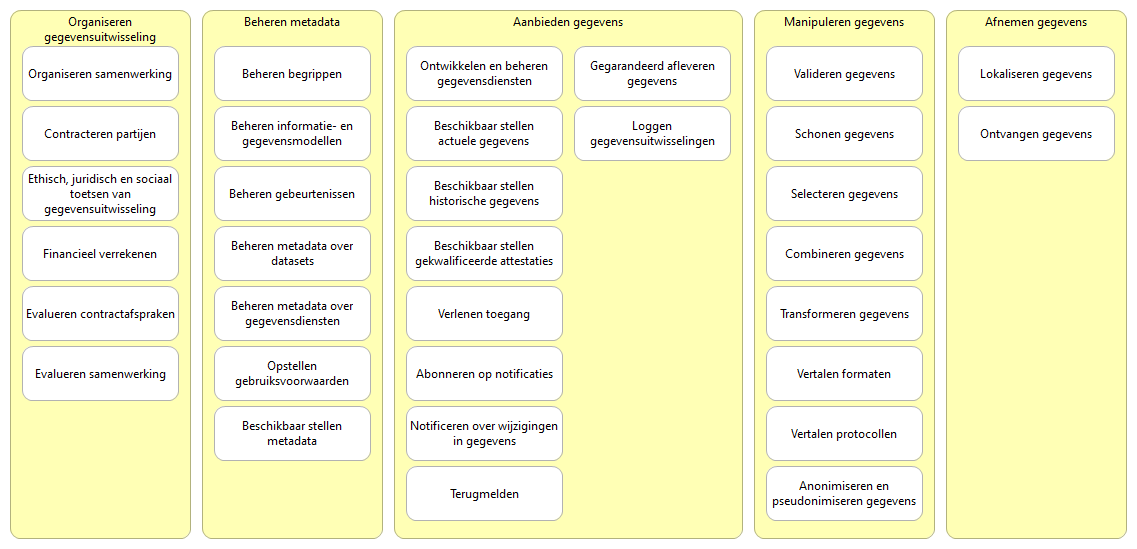 Organiseren
gegevensuitwisseling
Organiseren samenwerking
Contracteren partijen
Ethisch, juridisch en sociaal
toetsen van
gegevensuitwisseling
Financieel verrekenen
Evalueren contractafspraken
Evalueren samenwerking
Beheren metadata
Beheren begrippen
Beheren informatie- en
gegevensmodellen
Beheren gebeurtenissen
Beheren metadata over
datasets
Beheren metadata over
gegevensdiensten
Opstellen
gebruiksvoorwaarden
Beschikbaar stellen
metadata
Aanbieden gegevens
Ontwikkelen en beheren
gegevensdiensten
Beschikbaar stellen
actuele gegevens
Beschikbaar stellen
historische gegevens
Beschikbaar stellen
gekwalificeerde attestaties
Verlenen toegang
Abonneren op notificaties
Notificeren over wijzigingen
in gegevens
Terugmelden
Gegarandeerd afleveren
gegevens
Loggen
gegevensuitwisselingen
Manipuleren gegevens
Valideren gegevens
Schonen gegevens
Selecteren gegevens
Combineren gegevens
Transformeren gegevens
Vertalen formaten
Vertalen protocollen
Anonimiseren en
pseudonimiseren gegevens
Afnemen gegevens
Lokaliseren gegevens
Ontvangen gegevens